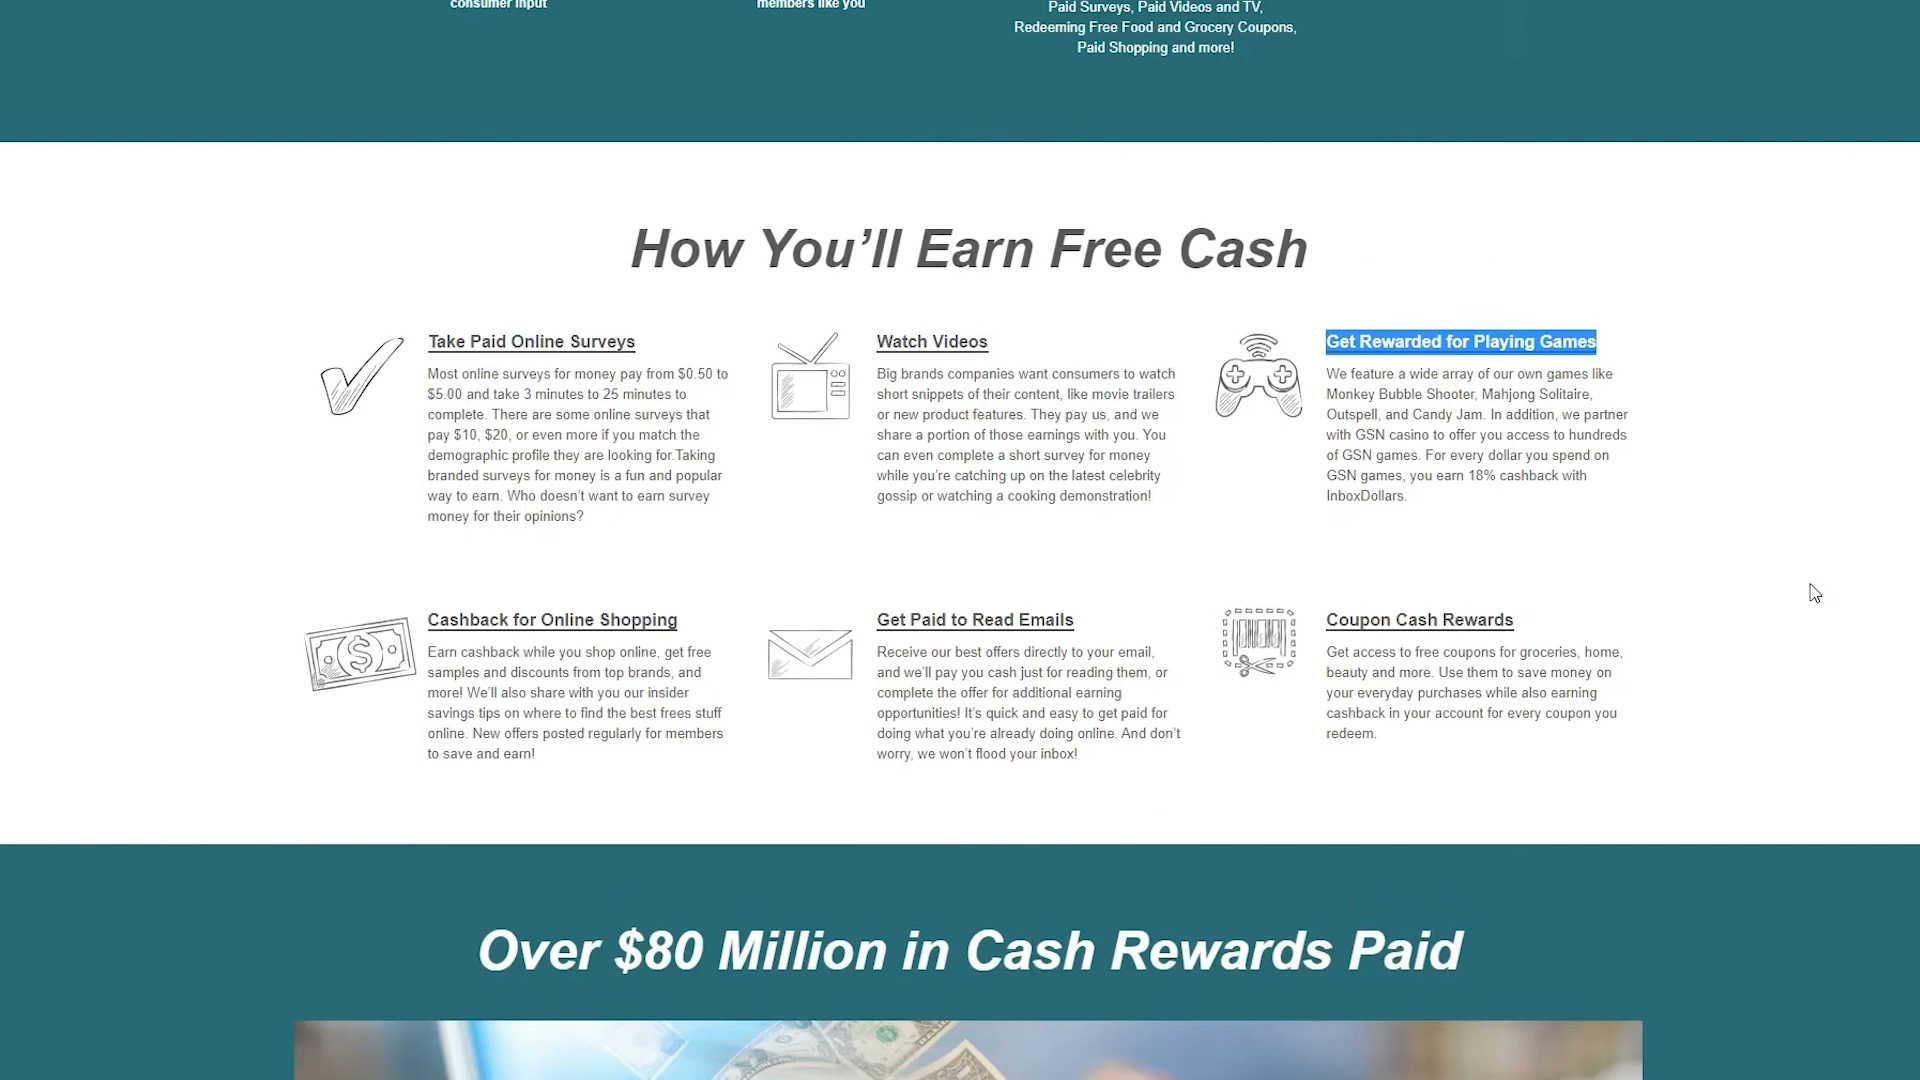 consumer input
members like you
Paid Surveys, Paid Videos and TV,
Redeeming Free Food and Grocery Coupons,
Paid Shopping and more!
How You’ll Earn Free Cash
Take Paid Online Surveys
Most online surveys for money pay from $0.50 to
$5.00 and take 3 minutes to 25 minutes to
complete. There are some online surveys that
pay $10, $20, or even more if you match the
demographic profile they are looking for.Taking
branded surveys for money is a fun and popular
way to earn. Who doesn’t want to earn survey
money for their opinions?
Watch Videos
Big brands companies want consumers to watch
short snippets of their content, like movie trailers
or new product features. They pay us, and we
share a portion of those earnings with you. You
can even complete a short survey for money
while you’re catching up on the latest celebrity
gossip or watching a cooking demonstration!
Get Rewarded for Playing Games
We feature a wide array of our own games like
Monkey Bubble Shooter, Mahjong Solitaire,
Outspell, and Candy Jam. In addition, we partner
with GSN casino to offer you access to hundreds
of GSN games. For every dollar you spend on
GSN games, you earn 18% cashback with
InboxDollars.
Cashback for Online Shopping
Earn cashback while you shop online, get free
samples and discounts from top brands, and
more! We’ll also share with you our insider
savings tips on where to find the best frees stuff
online. New offers posted regularly for members
to save and earn!
Get Paid to Read Emails
Receive our best offers directly to your email,
and we’ll pay you cash just for reading them, or
complete the offer for additional earning
opportunities! It’s quick and easy to get paid for
doing what you’re already doing online. And don’t
worry, we won’t flood your inbox!
Coupon Cash Rewards
Get access to free coupons for groceries, home,
beauty and more. Use them to save money on
your everyday purchases while also earning
cashback in your account for every coupon you
redeem.
Over $80 Million in Cash Rewards Paid